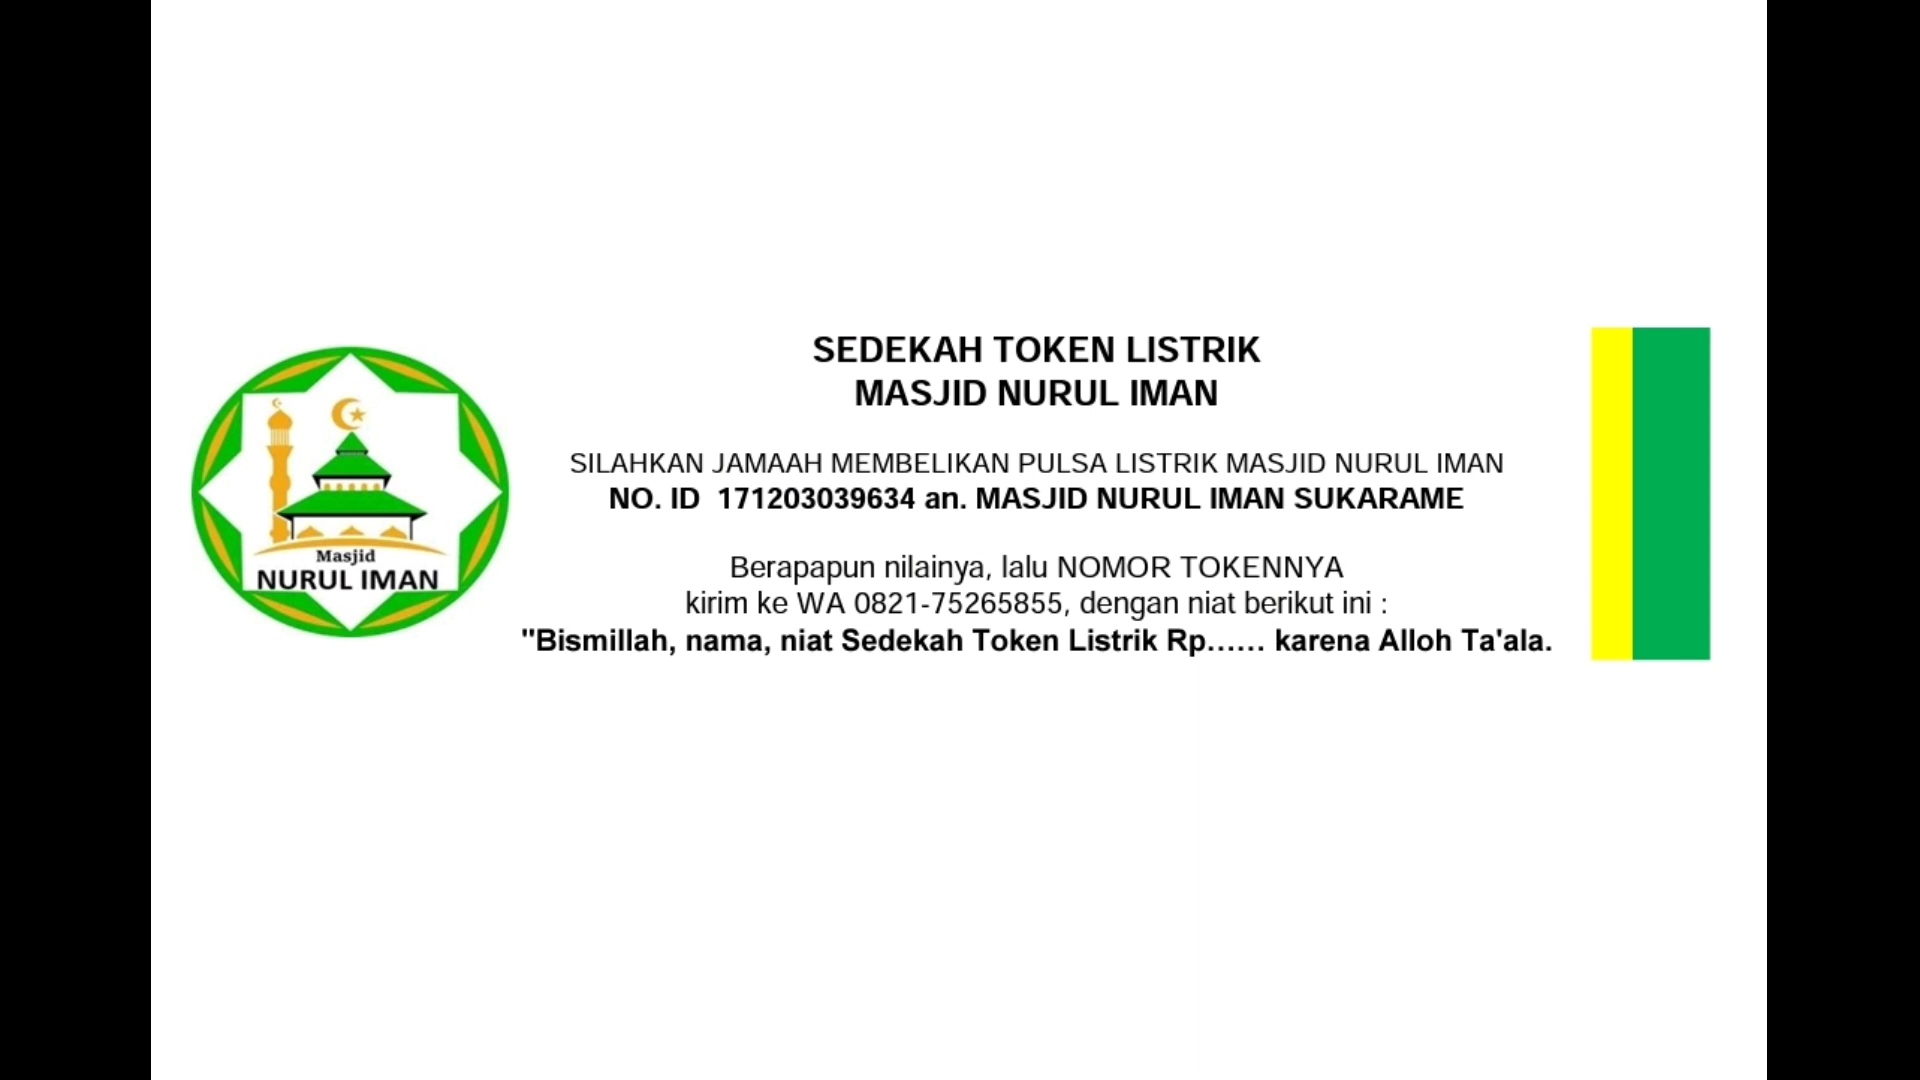 SEDEKAH TOKEN LISTRIK
MASJID NURUL IMAN
SILAHKAN JAMAAH MEMBELIKAN PULSA LISTRIK MASJID NURUL IMAN
NO. ID  171203039634 an. MASJID NURUL IMAN SUKARAME
Berapapun nilainya, lalu NOMOR TOKENNYA
kirim ke WA 0821-75265855, dengan niat berikut ini :
"Bismillah, nama, niat Sedekah Token Listrik Rp...... karena Alloh Ta'ala.
Masjid
NURUL IMAN